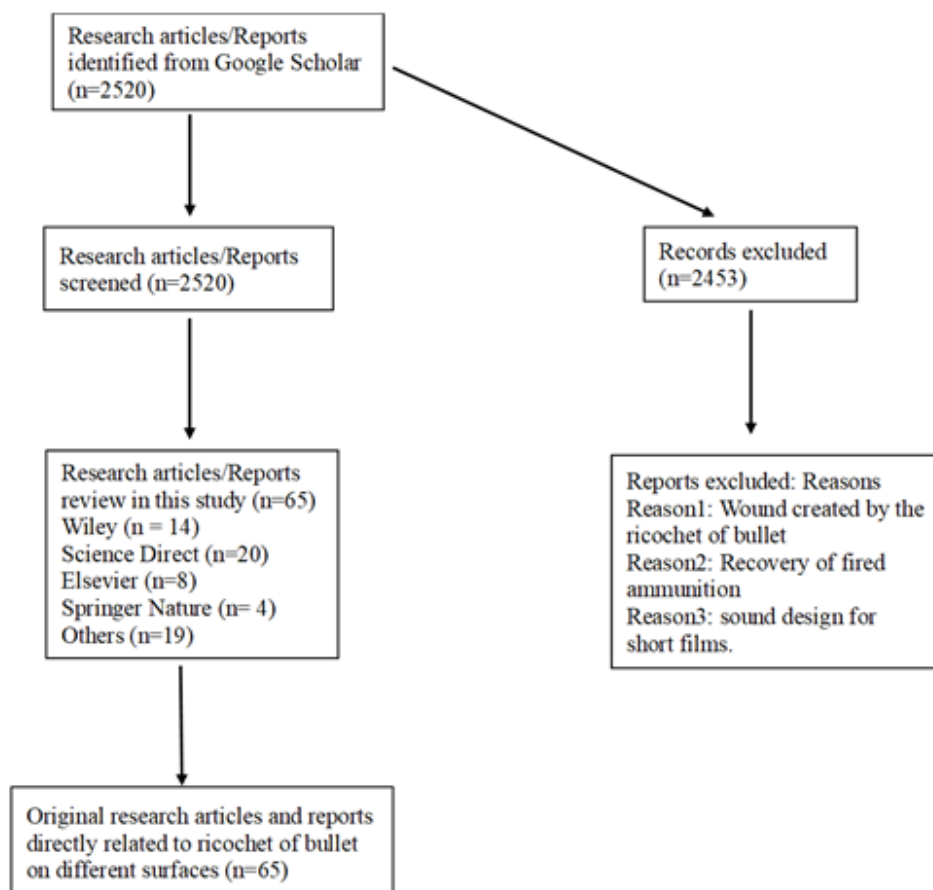 Research articles/Reports
identified from Google Scholar
(n=2520)
Research articles/Reports
screened (n=2520)
Records excluded
(n=2453)
Research articles/Reports
review in this study (n=65)
Wiley (n = 14)
Science Direct (n=20)
Elsevier (n=8)
Springer Nature (n= 4)
Others (n=19)
Reports excluded: Reasons
Reason1: Wound created by the
ricochet of bullet
Reason2: Recovery of fired
ammunition
Reason3: sound design for
short films.
Original research articles and reports
directly related to ricochet of bullet
on different surfaces (n=65)